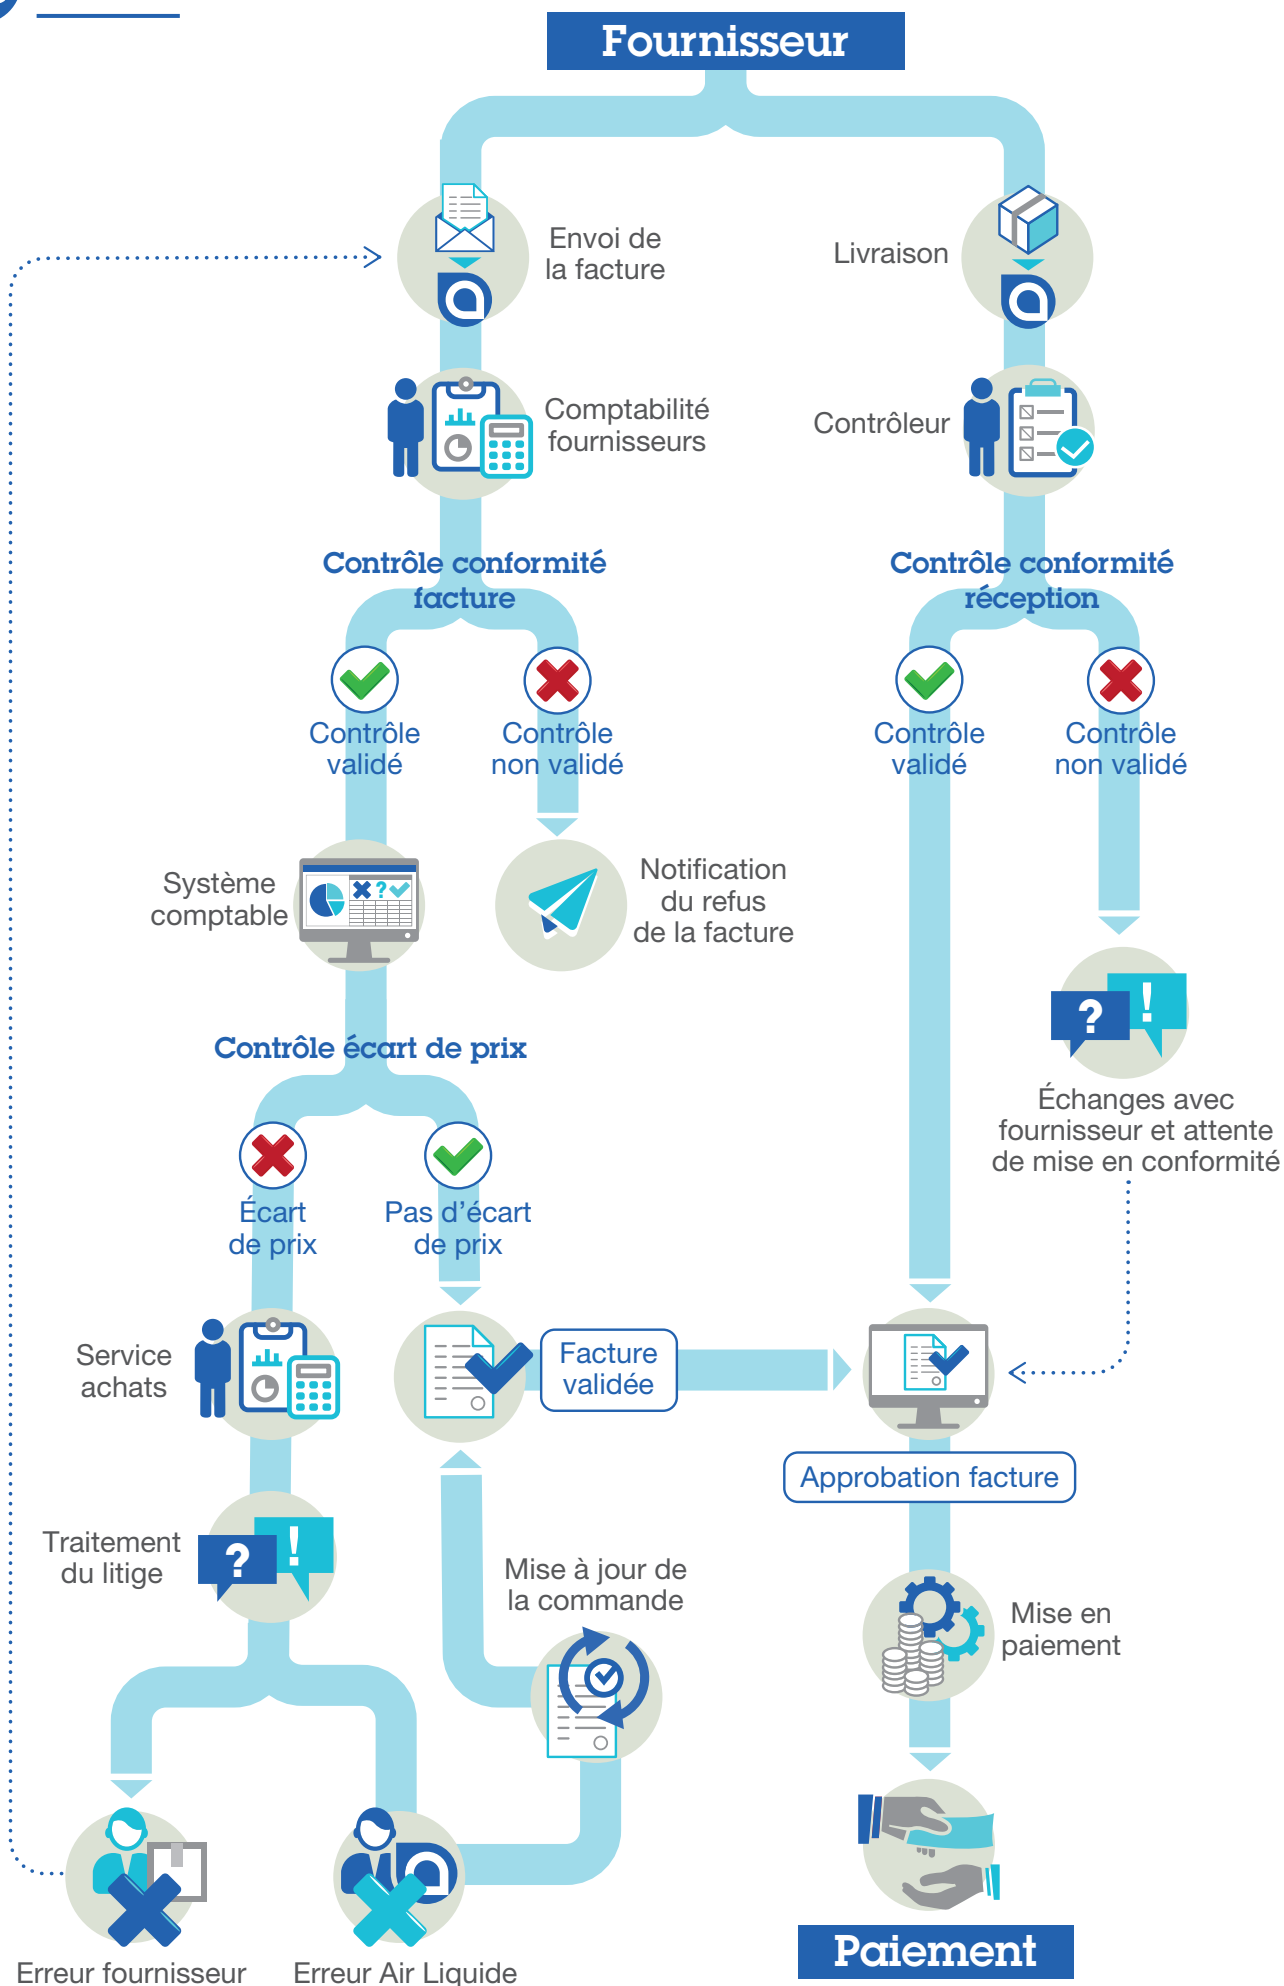 Fournisseur
Envoi de
la facture
Livraison
Comptabilité
fournisseurs
Contrôleur
Contrôle conformité
facture
Contrôle conformité
réception
Contrôle
validé
Contrôle
non validé
Contrôle
validé
Contrôle
non validé
Système
comptable
Notification
du refus
de la facture
Contrôle écart de prix
Échanges avec
fournisseur et attente
de mise en conformité
Écart
de prix
Pas d’écart
de prix
Service
achats
Facture
validée
Approbation facture
Traitement
du litige
Mise à jour de
la commande
Mise en
paiement
Erreur fournisseur
Erreur Air Liquide
Paiement